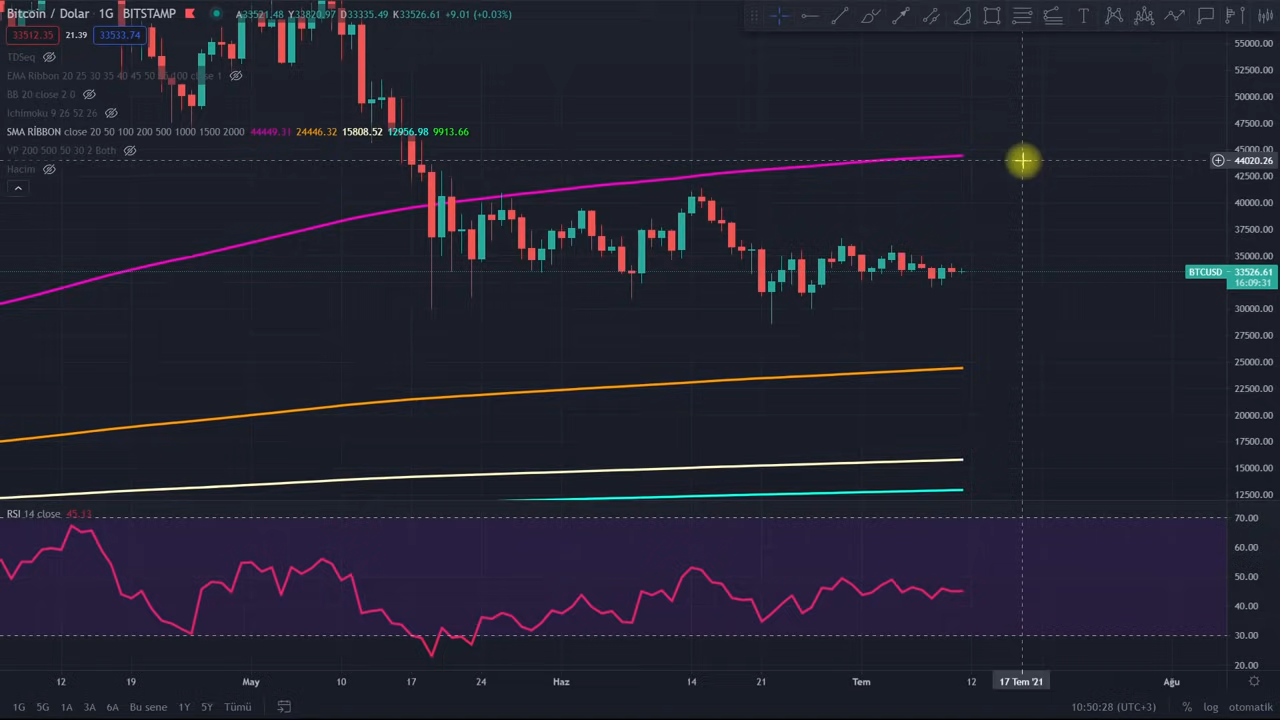 Bitcoin / Dolar 1G BITSTAMP A33521.48 Y33820.97 D33335.49 K33526.61 +9.01 (+0.03%)
33512.35 21.39 33533.74
TDSeq
EMA Ribbon 20 25 30 35 40 45 50 55 100 close 1
BB 20 close 2 0
Ichimoku 9 26 52 26
SMA RİBBON close 20 50 100 200 500 1000 1500 2000 44449.31 24446.32 15808.52 12956.98 9913.66
VP 200 500 50 30 2 Both
Hacim
55000.00
52500.00
50000.00
47500.00
45000.00
44020.26
42500.00
40000.00
37500.00
35000.00
BTCUSD 33526.61
16:09:31
30000.00
27500.00
25000.00
22500.00
20000.00
17500.00
15000.00
12500.00
RSI 14 close 45.13
70.00
60.00
50.00
40.00
30.00
20.00
12 19 May 10 17 24 Haz 14 21 Tem 12 17 Tem '21 Ağu
1G 5G 1A 3A 6A Bu sene 1Y 5Y Tümü 10:50:28 (UTC+3) % log otomatik